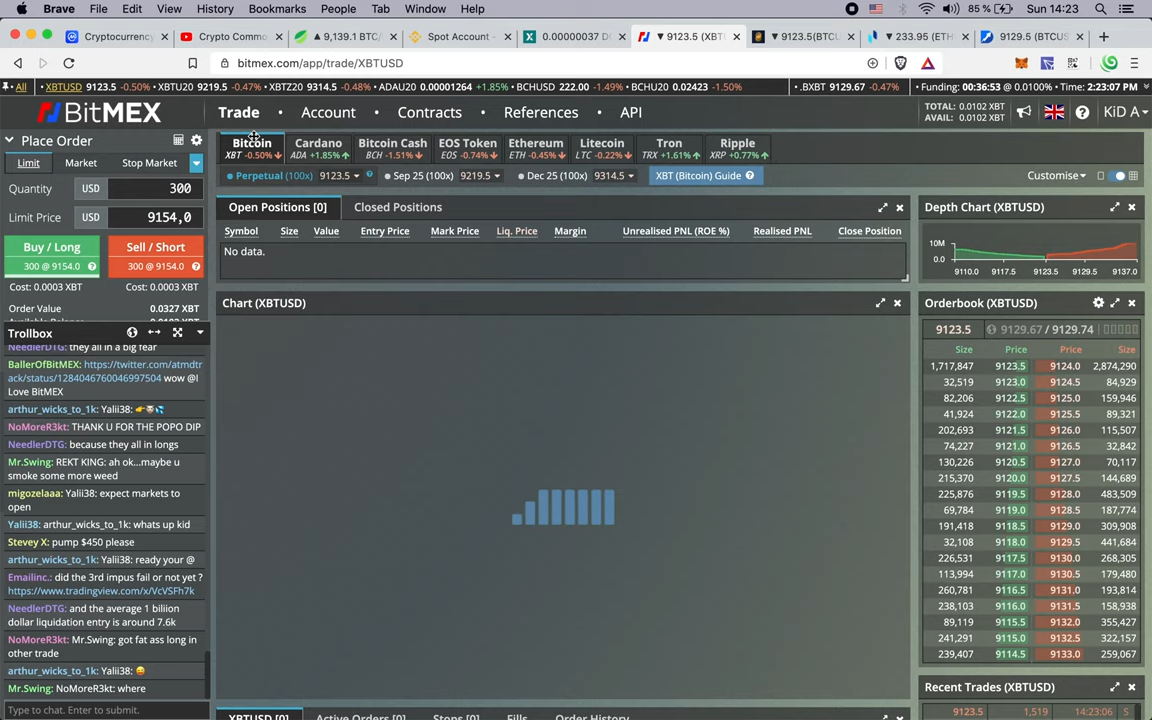 Brave File Edit View History Bookmarks People Tab Window Help 85 % Sun 14:23
Cryptocurrency Crypto Commo ▲ 9,139.1 BTC/ Spot Account - 0.00000037 D ▼ 9123.5 (XBT ▼ 9123.5(BTCU ▼ 233.95 (ETH 9129.5 (BTCUS
bitmex.com/app/trade/XBTUSD
All XBTUSD 9123.5 -0.50% XBTU20 9219.5 -0.47% XBTZ20 9314.5 -0.48% ADAU20 0.00001264 +1.85% BCHUSD 222.00 -1.49% BCHU20 0.02423 -1.50% .BXBT 9129.67 -0.47% Funding: 00:36:53 @ 0.0100% Time: 2:23:07 PM
BitMEX Trade Account Contracts References API TOTAL: 0.0102 XBT AVAIL: 0.0102 XBT KiD A
Place Order
Limit Market Stop Market
Quantity USD 300
Limit Price USD 9154,0
Buy / Long Sell / Short
300 @ 9154.0 300 @ 9154.0
Cost: 0.0003 XBT Cost: 0.0003 XBT
Order Value 0.0327 XBT
Trollbox
NeedlerDTG: they all in a big fear
BallerOfBitMEX: https://twitter.com/atmdtr
ack/status/1284046760046997504 wow @I
Love BitMEX
arthur_wicks_to_1k: Yalii38:
NoMoreR3kt: THANK U FOR THE POPO DIP
NeedlerDTG: because they all in longs
Mr.Swing: REKT KING: ah ok...maybe u
smoke some more weed
migozelaaa: Yalii38: expect markets to
open
Yalii38: arthur_wicks_to_1k: whats up kid
Stevey X: pump $450 please
arthur_wicks_to_1k: Yalii38: ready your @
Emailinc.: did the 3rd impus fail or not yet ?
https://www.tradingview.com/x/VcVSFh7k
NeedlerDTG: and the average 1 biliion
dollar liquidation entry is around 7.6k
NoMoreR3kt: Mr.Swing: got fat ass long in
other trade
arthur_wicks_to_1k: Yalii38:
Mr.Swing: NoMoreR3kt: where
Type to chat. Enter to submit.
Bitcoin Cardano Bitcoin Cash EOS Token Ethereum Litecoin Tron Ripple
XBT -0.50% ADA +1.85% BCH -1.51% EOS -0.74% ETH -0.45% LTC -0.22% TRX +1.61% XRP +0.77%
Perpetual (100x) 9123.5 Sep 25 (100x) 9219.5 Dec 25 (100x) 9314.5 XBT (Bitcoin) Guide Customise
Open Positions [0] Closed Positions
Symbol Size Value Entry Price Mark Price Liq. Price Margin Unrealised PNL (ROE %) Realised PNL Close Position
No data.
Chart (XBTUSD)
XBTUSD [0] Active Orders [0] Stops [0] Fills Order History
Depth Chart (XBTUSD)
10M
0.0
9110.0 9117.5 9123.5 9129.5 9137.0
Orderbook (XBTUSD)
9123.5 9129.67 / 9129.74
Size Price Price Size
1,717,847 9123.5 9124.0 2,874,290
32,519 9123.0 9124.5 84,929
82,206 9122.5 9125.0 159,946
41,924 9122.0 9125.5 89,321
202,693 9121.5 9126.0 115,507
74,227 9121.0 9126.5 32,842
130,226 9120.5 9127.0 70,117
215,370 9120.0 9127.5 144,689
225,876 9119.5 9128.0 483,509
69,784 9119.0 9128.5 187,774
191,418 9118.5 9129.0 309,908
32,108 9118.0 9129.5 441,684
226,531 9117.5 9130.0 268,305
113,994 9117.0 9130.5 179,480
260,781 9116.5 9131.0 193,814
238,103 9116.0 9131.5 158,938
89,119 9115.5 9132.0 355,427
241,291 9115.0 9132.5 322,157
239,407 9114.5 9133.0 259,067
Recent Trades (XBTUSD)
9123.5 1,519 14:23:06 S